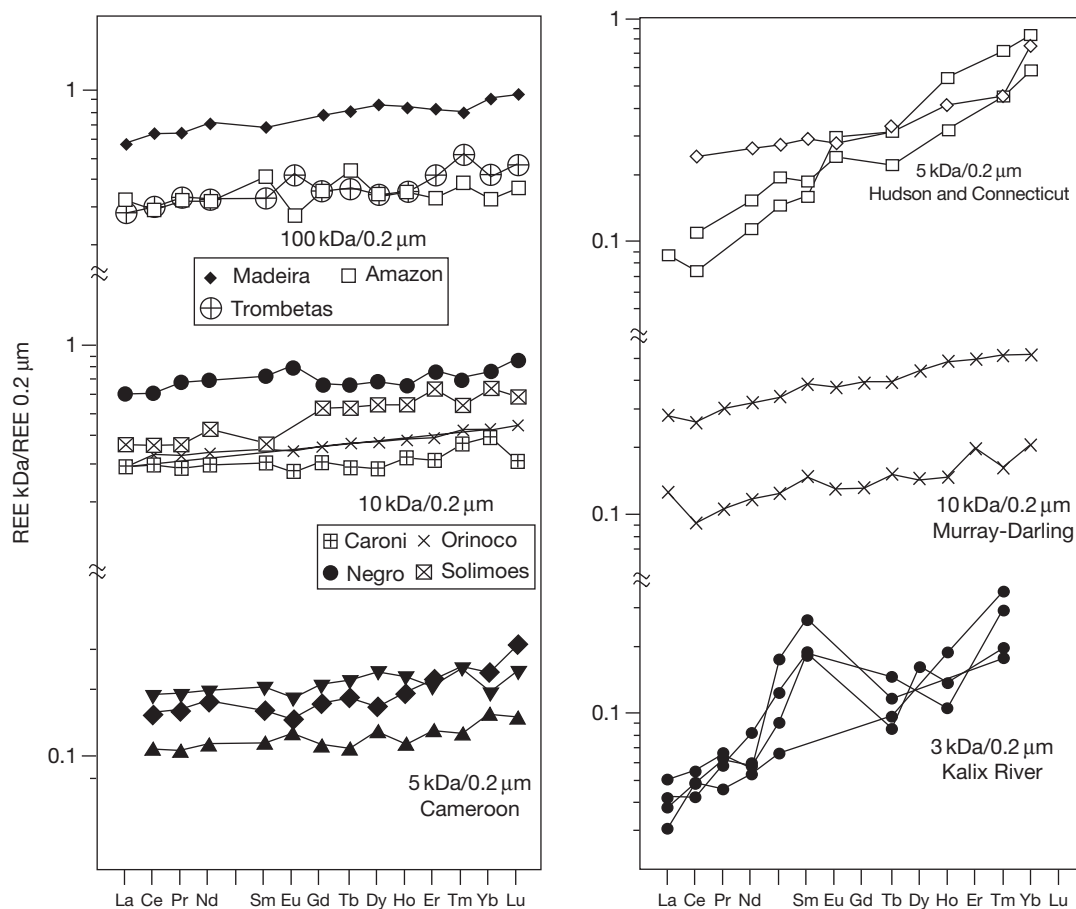 REE kDa/REE 0.2 μm
1
100 kDa/0.2 μm
Madeira Amazon
Trombetas
1
10 kDa/0.2 μm
Caroni Orinoco
Negro Solimoes
0.1
5 kDa/0.2 μm
Cameroon
La Ce Pr Nd Sm Eu Gd Tb Dy Ho Er Tm Yb Lu
1
5 kDa/0.2 μm
Hudson and Connecticut
0.1
10 kDa/0.2 μm
0.1
Murray-Darling
0.1
3 kDa/0.2 μm
Kalix River
La Ce Pr Nd Sm Eu Gd Tb Dy Ho Er Tm Yb Lu